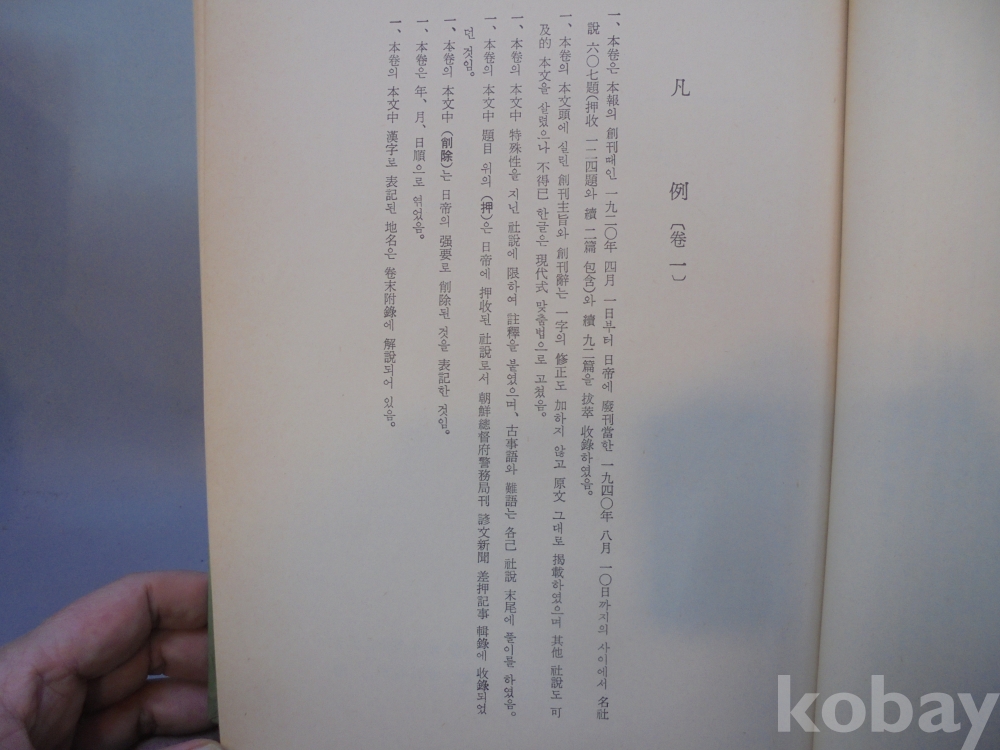 凡 例〔卷 一〕
一、本卷은 本報의 創刊때인 一九二〇年 四月 一日부터 日帝에 廢刊當한 一九四〇年 八月 一〇日까지의 사이에서 名社
說 六〇七題(押收 一二四題와 續 二篇 包含)와 續 九二篇을 拔萃 收錄하였음。
一、本卷의 本文頭에 실린 創刊主旨와 創刊辭는 一字의 修正도 加하지 않고 原文 그대로 揭載하였으며 其他 社說도 可
及的 本文을 살렸으나 不得已 한글은 現代式 맞춤법으로 고쳤음。
一、本卷의 本文中 特殊性을 지닌 社說에 限하여 註釋을 붙였으며、古事語와 難語는 各己 社說 末尾에 풀이를 하였음。
一、本卷의 本文中 題目 위의 (押)은 日帝에 押收된 社說로서 朝鮮總督府警務局刊 諺文新聞 差押記事 輯錄에 收錄되었
던 것임。
一、本卷의 本文中 (削除)는 日帝의 强要로 削除된 것을 表記한 것임。
一、本卷은 年、月、日順으로 엮었음。
一、本卷의 本文中 漢字로 表記된 地名은 卷末附錄에 解說되어 있음。
kobay